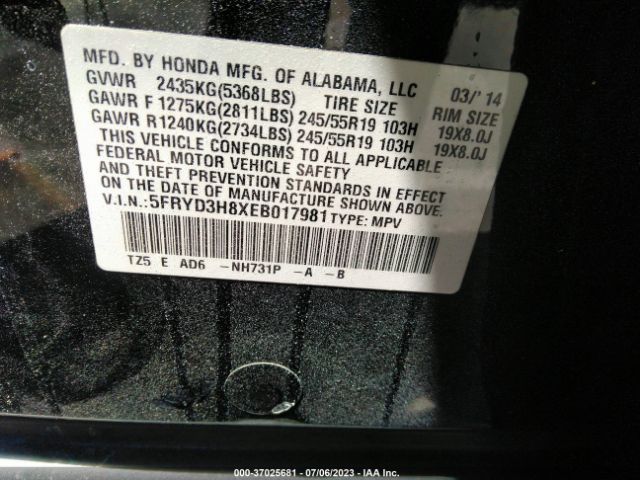 MFD. BY HONDA MFG. OF ALABAMA, LLC 03/'14
GVWR 2435KG(5368LBS) TIRE SIZE RIM SIZE
GAWR F 1275KG(2811LBS) 245/55R19 103H 19X8.0J
GAWR R 1240KG(2734LBS) 245/55R19 103H 19X8.0J
THIS VEHICLE CONFORMS TO ALL APPLICABLE
FEDERAL MOTOR VEHICLE SAFETY
AND THEFT PREVENTION STANDARDS IN EFFECT
ON THE DATE OF MANUFACTURE SHOWN ABOVE.
V.I.N.: 5FRYD3H8XEB017981 TYPE: MPV
TZ5 E AD6 -NH731P -A -B
000-37025681 - 07/06/2023 - IAA Inc.